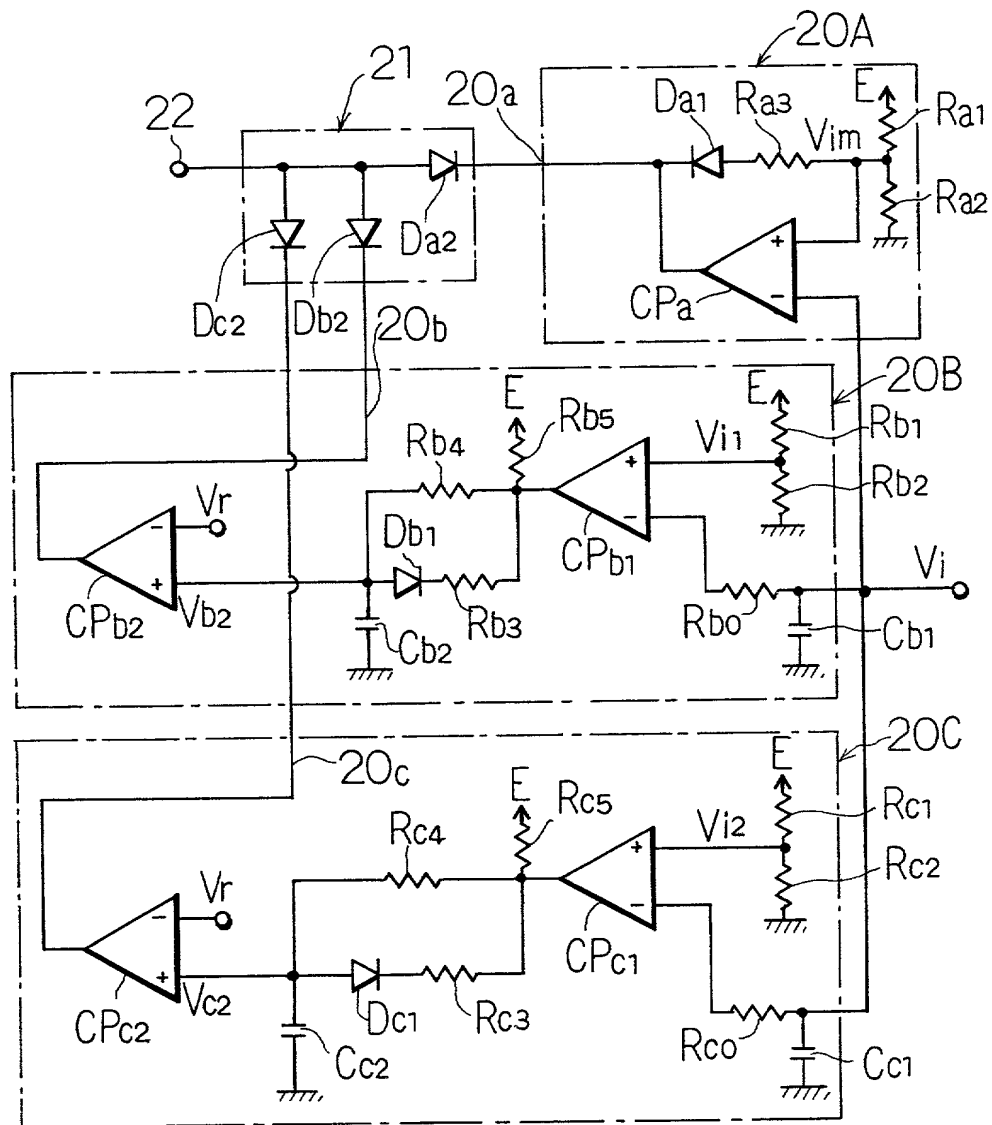 20A
21
20a
E
Da1
Ra3
Ra1
22
Vim
Ra2
Da2
CPa
+
−
Dc2
Db2
20b
20B
E
E
Rb1
Rb4
Rb5
Vi1
Rb2
Vr
Db1
CPb1
+
−
−
+
CPb2
Vb2
Rb3
Rbo
Vi
Cb2
Cb1
20c
20C
E
E
Rc1
Rc4
Rc5
Vi2
Rc2
Vr
+
−
−
+
CPc1
CPc2
Vc2
Dc1
Rc3
Rco
Cc2
Cc1